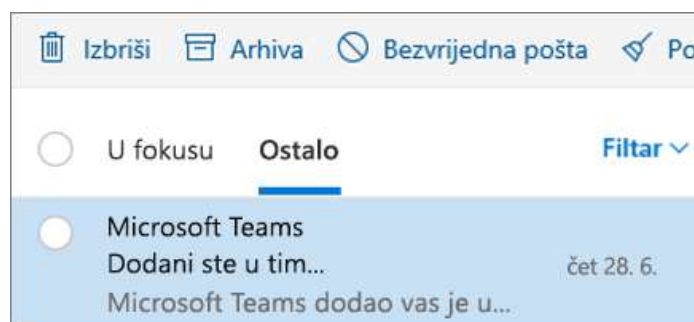 Izbriši Arhiva Bezvrijedna pošta
U fokusu Ostalo Filtar
Microsoft Teams
Dodani ste u tim... čet 28. 6.
Microsoft Teams dodao vas je u...